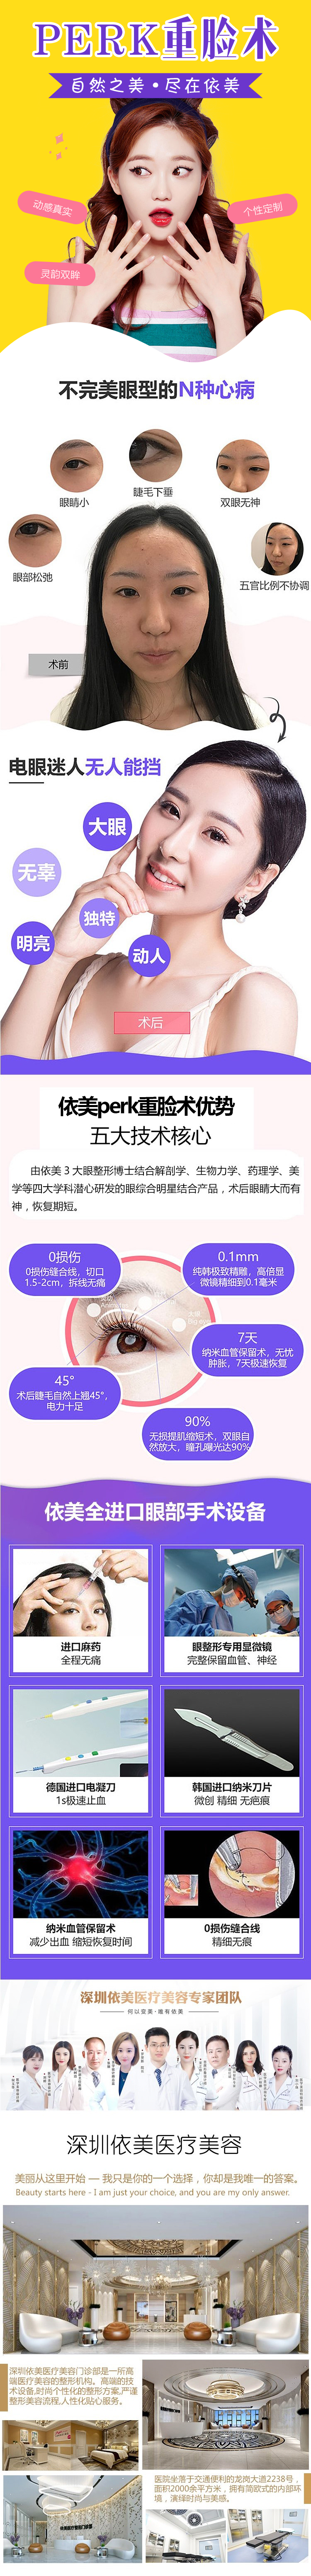 PERK重脸术
自然之美·尽在依美
动感真实
个性定制
灵韵双眸
不完美眼型的N种心病
眼睛小
睫毛下垂
双眼无神
眼部松弛
五官比例不协调
术前
电眼迷人无人能挡
大眼
无辜
独特
明亮
动人
术后
依美perk重脸术优势
五大技术核心
由依美3大眼整形博士结合解剖学、生物力学、药理学、美
学等四大学科潜心研发的眼综合明星结合产品，术后眼睛大而有
神，恢复期短。
0损伤
0损伤缝合线，切口
1.5-2cm，拆线无痛
0.1mm
纯韩极致精雕，高倍显
微镜精细到0.1毫米
7天
纳米血管保留术，无忧
肿胀，7天极速恢复
45°
术后睫毛自然上翘45°，
电力十足
90%
无损提肌缩短术，双眼自
然放大，瞳孔曝光达90%
依美全进口眼部手术设备
进口麻药
全程无痛
眼整形专用显微镜
完整保留血管、神经
德国进口电凝刀
1s极速止血
韩国进口纳米刀片
微创 精细 无疤痕
纳米血管保留术
减少出血 缩短恢复时间
0损伤缝合线
精细无痕
深圳依美医疗美容专家团队
何以变美·唯有依美
深圳依美医疗美容
美丽从这里开始 — 我只是你的一个选择，你却是我唯一的答案。
Beauty starts here - I am just your choice, and you are my only answer.
深圳依美医疗美容门诊部是一所高
端医疗美容的整形机构。高端的技
术设备,时尚个性化的整形方案,严谨
整形美容流程,人性化贴心服务。
医院坐落于交通便利的龙岗大道2238号，
面积2000余平方米，拥有简欧式的内部环
境，演绎时尚与美感。